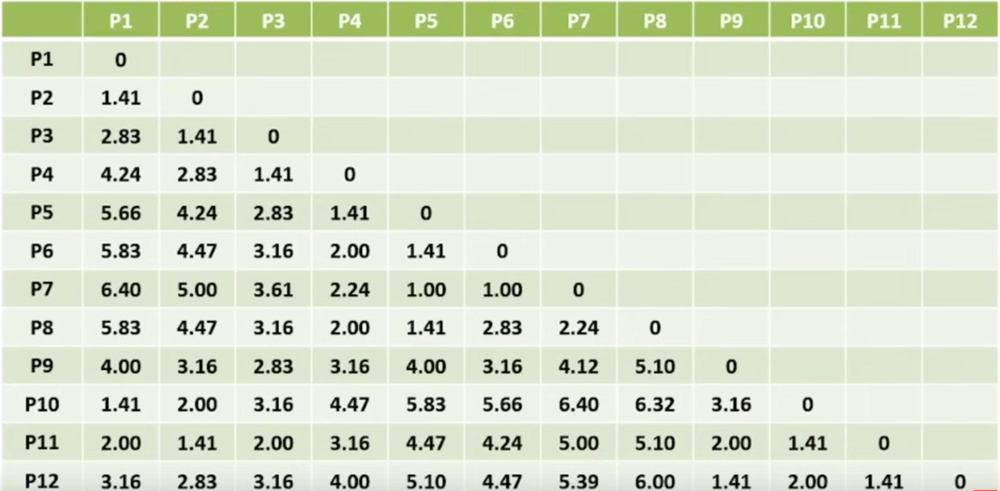 P1 P2 P3 P4 P5 P6 P7 P8 P9 P10 P11 P12
P1 0
P2 1.41 0
P3 2.83 1.41 0
P4 4.24 2.83 1.41 0
P5 5.66 4.24 2.83 1.41 0
P6 5.83 4.47 3.16 2.00 1.41 0
P7 6.40 5.00 3.61 2.24 1.00 1.00 0
P8 5.83 4.47 3.16 2.00 1.41 2.83 2.24 0
P9 4.00 3.16 2.83 3.16 4.00 3.16 4.12 5.10 0
P10 1.41 2.00 3.16 4.47 5.83 5.66 6.40 6.32 3.16 0
P11 2.00 1.41 2.00 3.16 4.47 4.24 5.00 5.10 2.00 1.41 0
P12 3.16 2.83 3.16 4.00 5.10 4.47 5.39 6.00 1.41 2.00 1.41 0